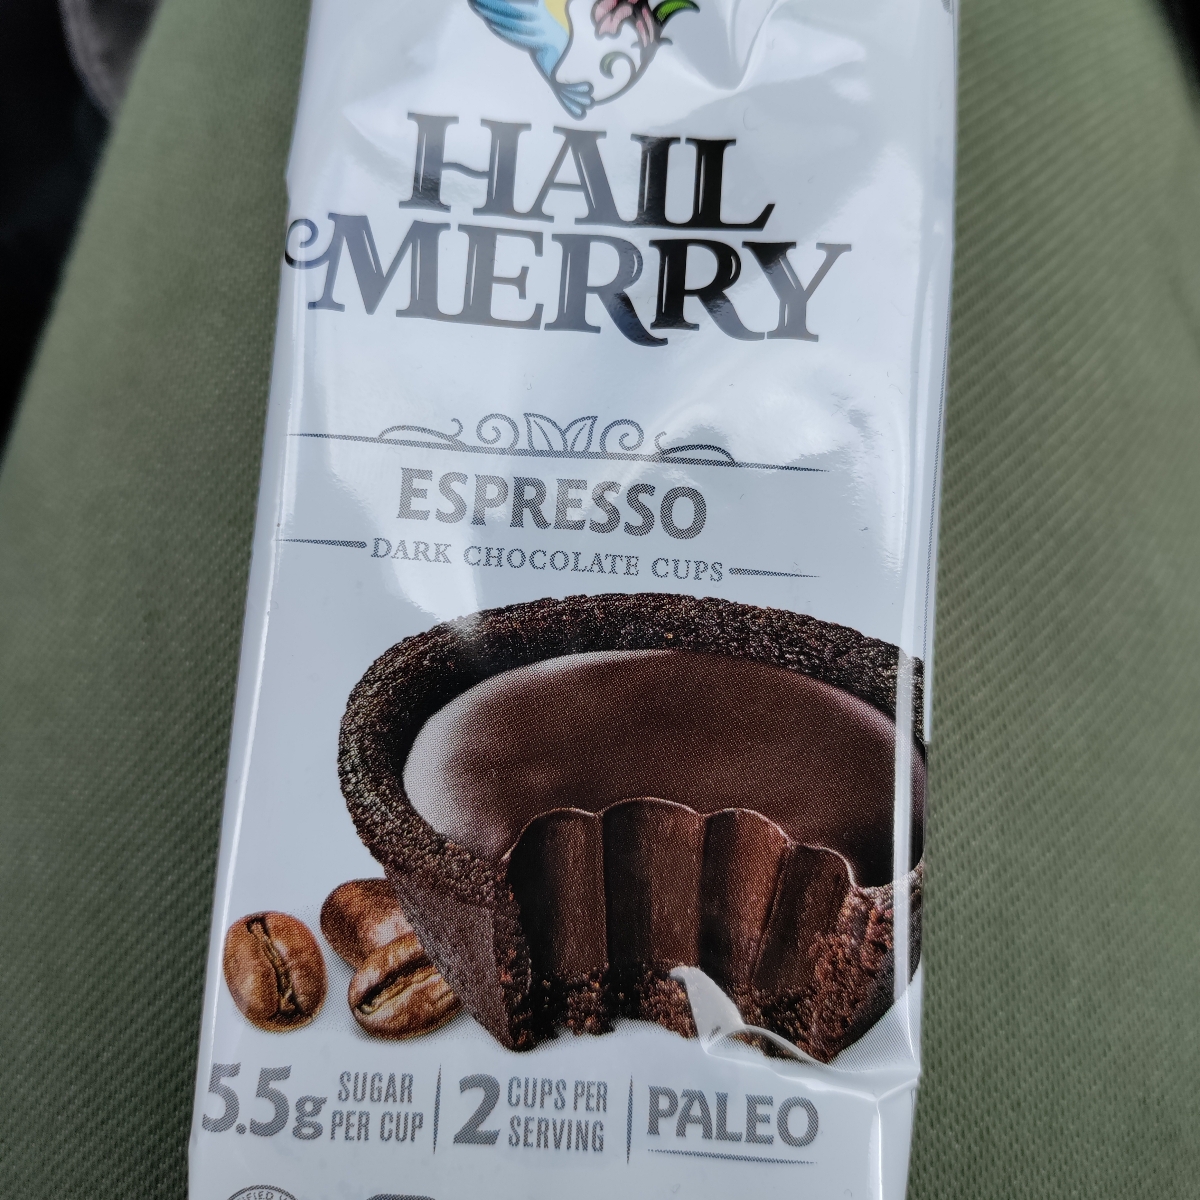 HAIL
MERRY
ESPRESSO
DARK CHOCOLATE CUPS
5.5g SUGAR PER CUP | 2 CUPS PER SERVING | PALEO